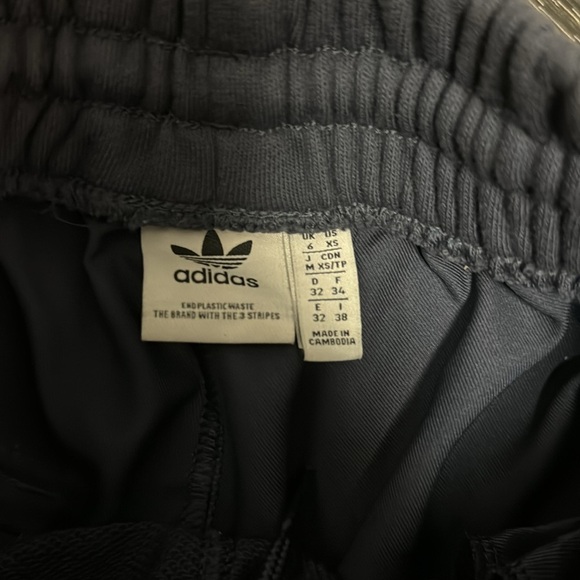 adidas
END PLASTIC WASTE
THE BRAND WITH THE 3 STRIPES
UK US
6 XS
J CDN
M XS/TP
D F
32 34
E I
32 38
MADE IN
CAMBODIA